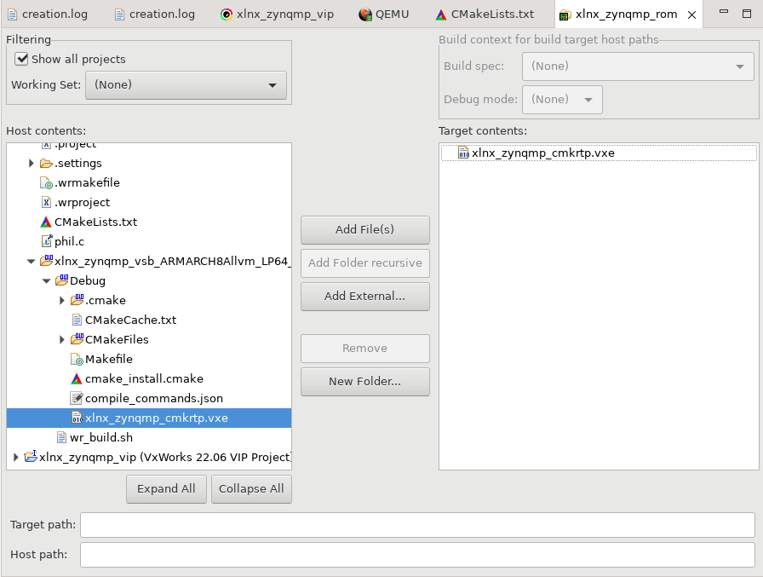 creation.log creation.log xlnx_zynqmp_vip QEMU CMakeLists.txt xlnx_zynqmp_rom
Filtering
Show all projects
Working Set: (None)
Build context for build target host paths
Build spec: (None)
Debug mode: (None)
Host contents:
.project
.settings
.wrmakefile
.wrproject
CMakeLists.txt
phil.c
xlnx_zynqmp_vsb_ARMARCH8Allvm_LP64_
Debug
.cmake
CMakeCache.txt
CMakeFiles
Makefile
cmake_install.cmake
compile_commands.json
xlnx_zynqmp_cmkrtp.vxe
wr_build.sh
xlnx_zynqmp_vip (VxWorks 22.06 VIP Project)
Expand All Collapse All
Add File(s)
Add Folder recursive
Add External...
Remove
New Folder...
Target contents:
xlnx_zynqmp_cmkrtp.vxe
Target path:
Host path: